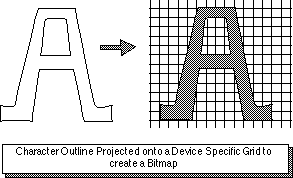 Character Outline Projected onto a Device Specific Grid to
create a Bitmap